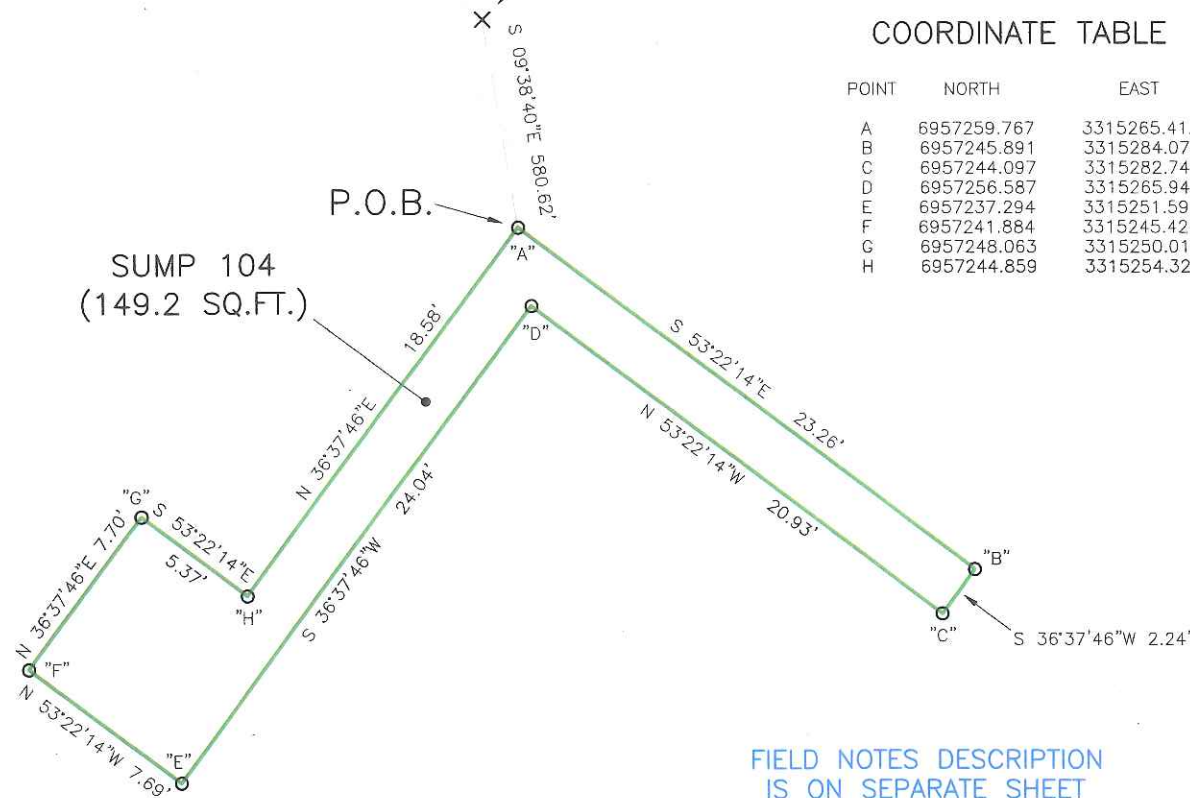 COORDINATE TABLE
POINT NORTH EAST
A 6957259.767 3315265.41
B 6957245.891 3315284.07
C 6957244.097 3315282.74
D 6957256.587 3315265.94
E 6957237.294 3315251.59
F 6957241.884 3315245.42
G 6957248.063 3315250.01
H 6957244.859 3315254.32
S 09°38'40"E 580.62'
P.O.B.
"A"
SUMP 104
(149.2 SQ.FT.)
"D"
18.58'
N 36°37'46"E
S 53°22'14"E 23.26'
N 53°22'14"W 20.93'
S 36°37'46"W 24.04'
"G"
S 53°22'14"E
5.37'
N 36°37'46"E 7.70'
"H"
"B"
"C"
S 36°37'46"W 2.24'
"F"
N 53°22'14"W 7.69'
"E"
FIELD NOTES DESCRIPTION
IS ON SEPARATE SHEET